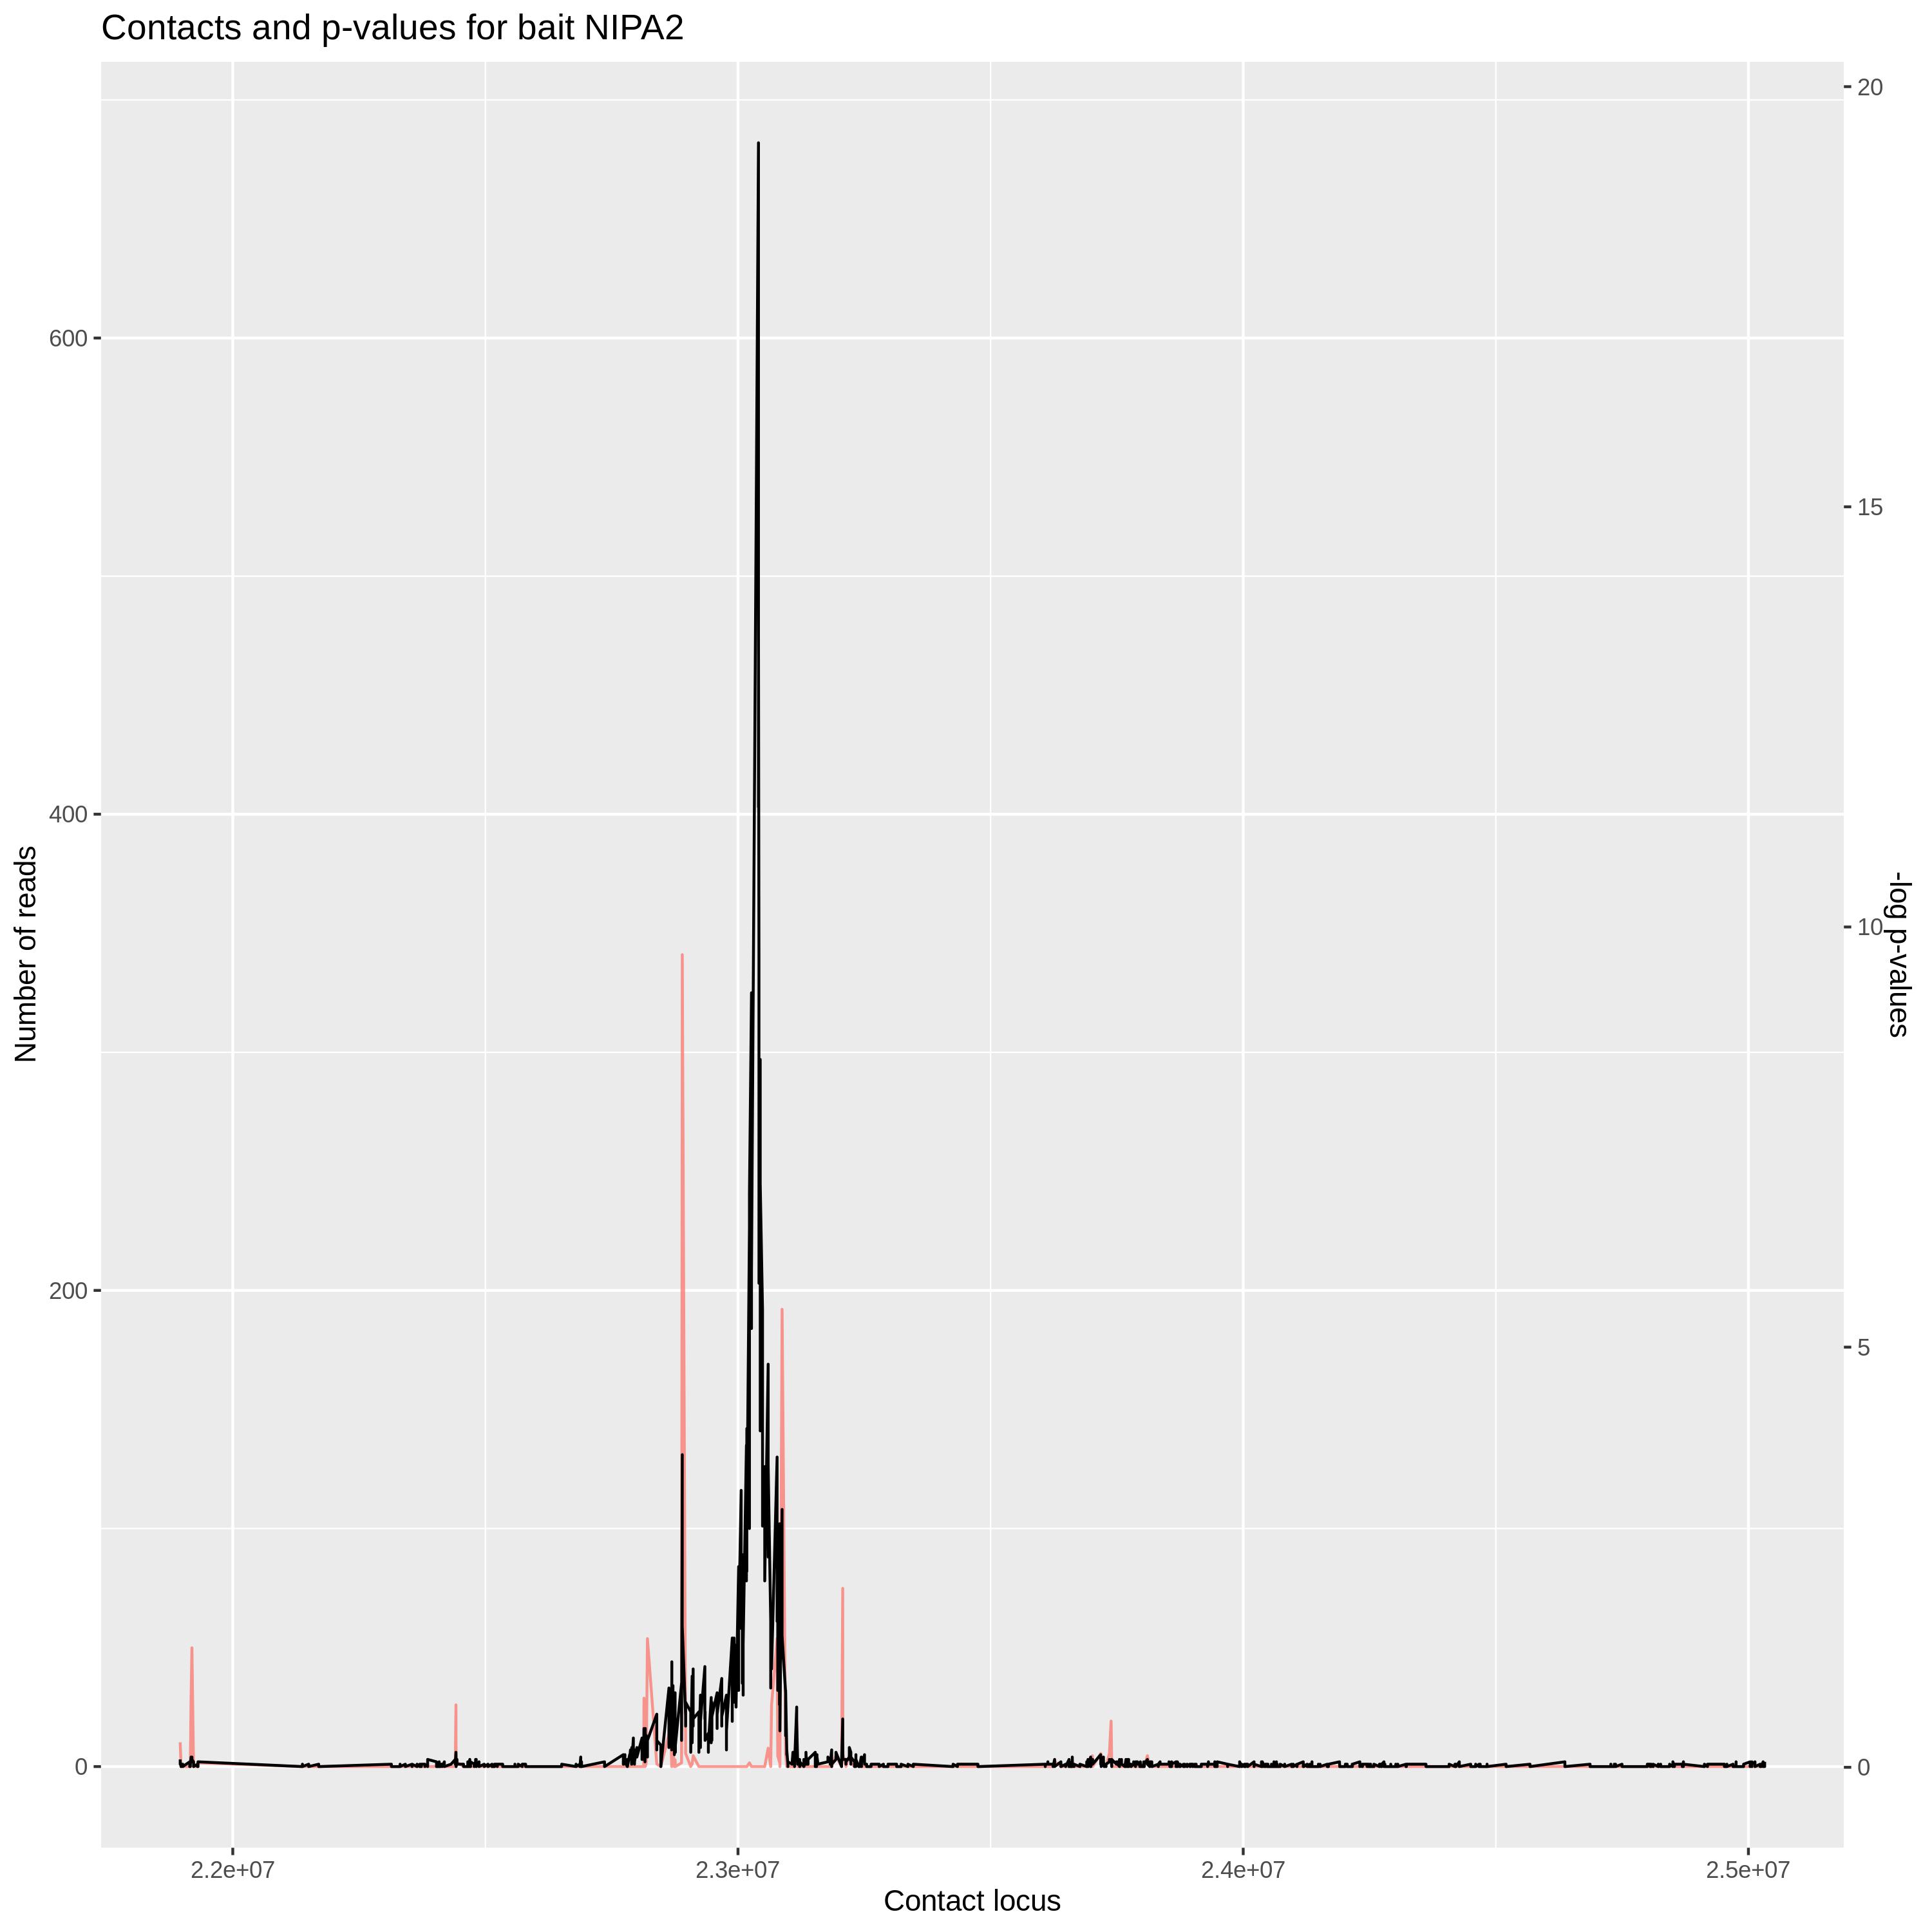 Contacts and p-values for bait NIPA2
Number of reads
600
400
200
0
20
15
10
5
0
-log p-values
2.2e+07
2.3e+07
2.4e+07
2.5e+07
Contact locus